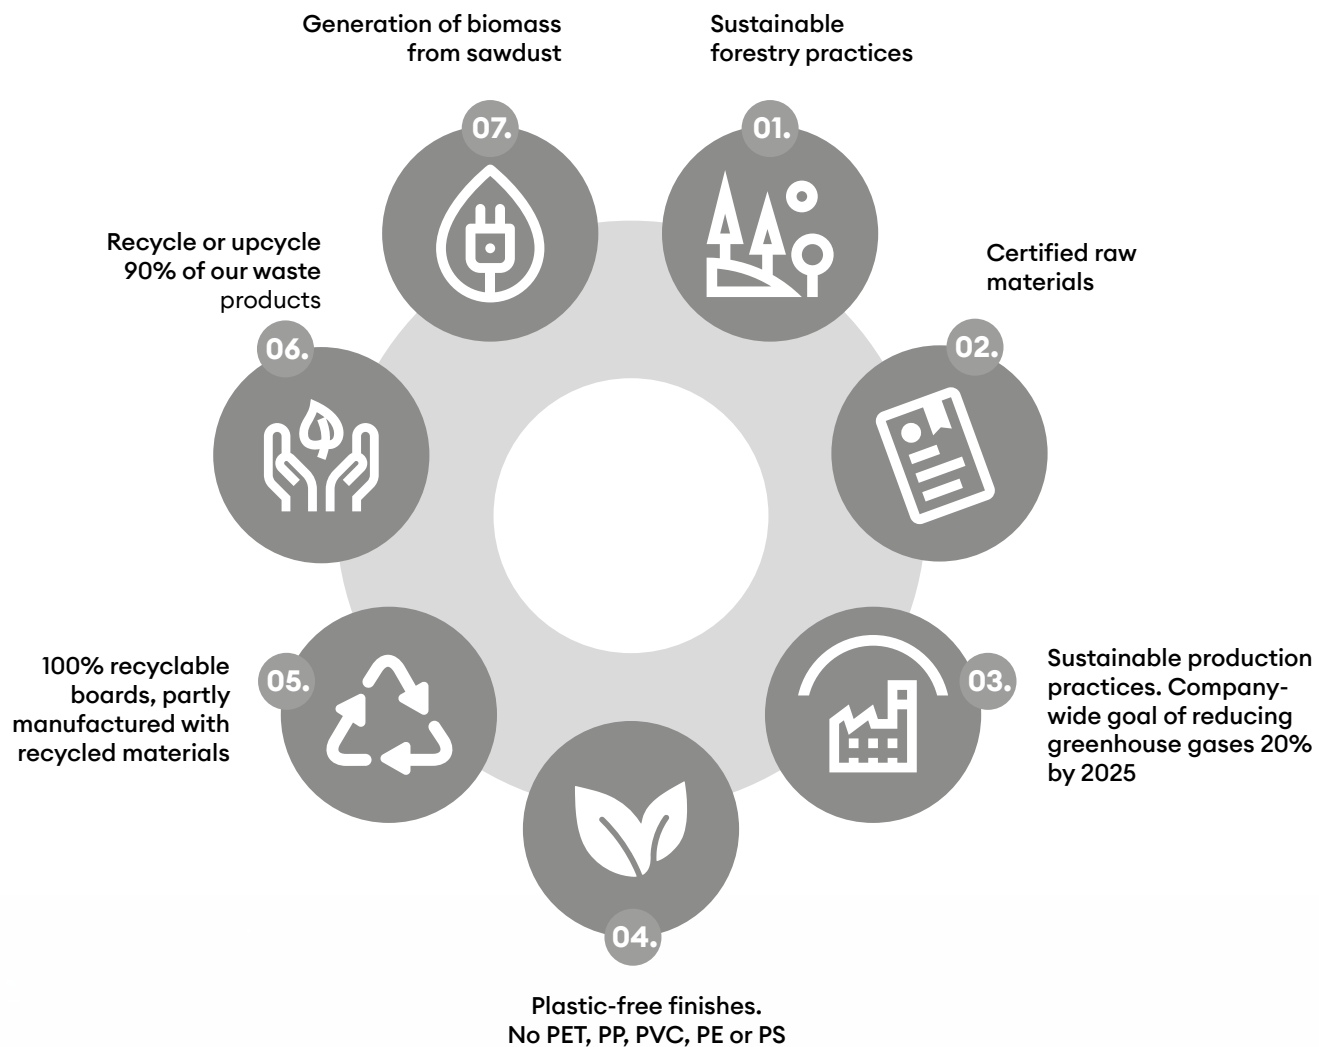 Generation of biomass
from sawdust
07.
Sustainable
forestry practices
01.
Certified raw
materials
02.
Sustainable production
practices. Company-
wide goal of reducing
greenhouse gases 20%
by 2025
03.
04.
Plastic-free finishes.
No PET, PP, PVC, PE or PS
100% recyclable
boards, partly
manufactured with
recycled materials
05.
Recycle or upcycle
90% of our waste
products
06.